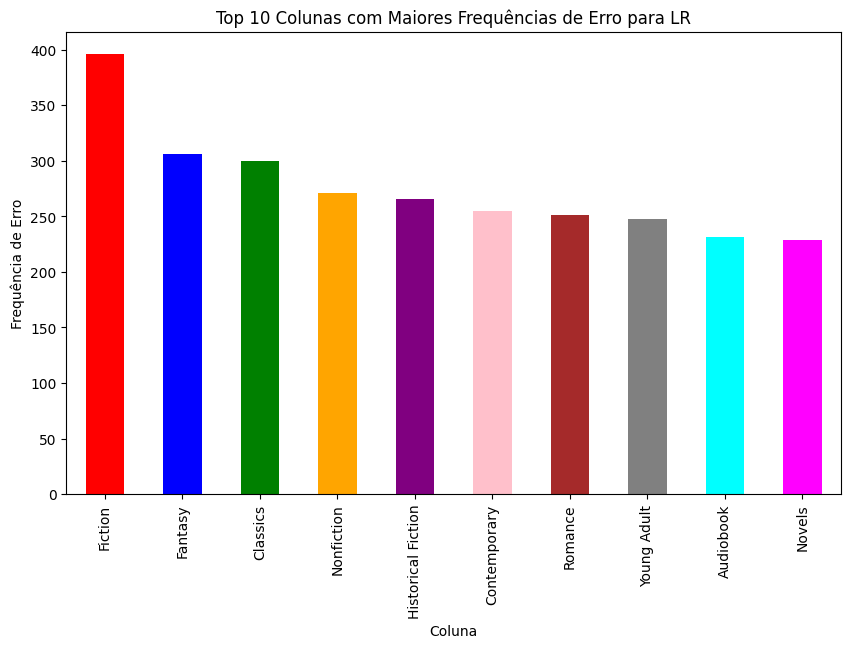 Top 10 Colunas com Maiores Frequências de Erro para LR
Frequência de Erro
400
350
300
250
200
150
100
50
0
Fiction
Fantasy
Classics
Nonfiction
Historical Fiction
Contemporary
Romance
Young Adult
Audiobook
Novels
Coluna